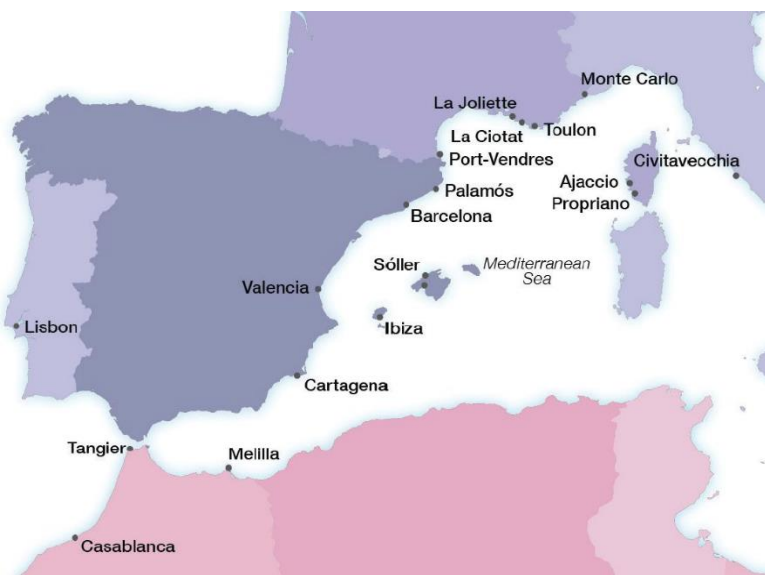 Monte Carlo
La Joliette
Toulon
La Ciotat
Port-Vendres
Civitavecchia
Ajaccio
Propriano
Palamós
Barcelona
Sóller
Mediterranean
Sea
Valencia
Ibiza
Lisbon
Cartagena
Tangier
Melilla
Casablanca